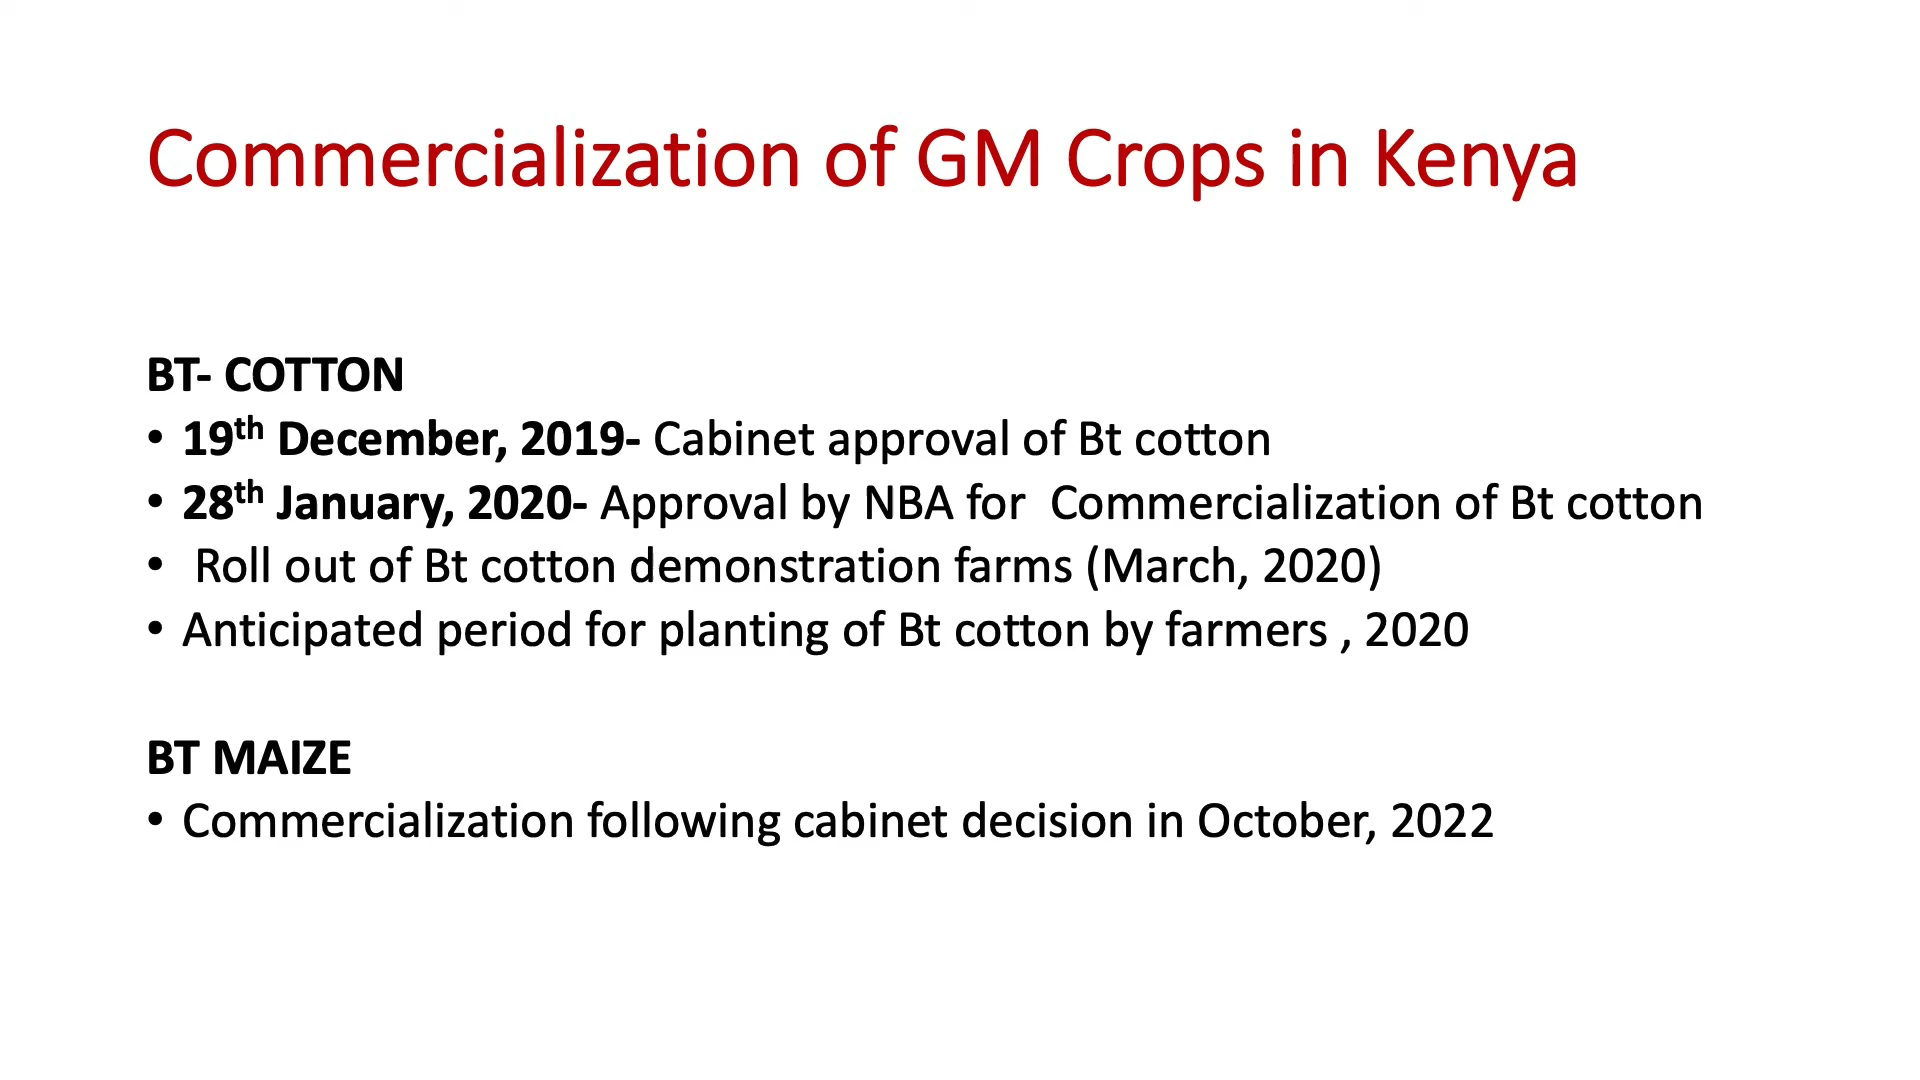 Commercialization of GM Crops in Kenya
BT- COTTON
• 19th December, 2019- Cabinet approval of Bt cotton
• 28th January, 2020- Approval by NBA for  Commercialization of Bt cotton
•  Roll out of Bt cotton demonstration farms (March, 2020)
• Anticipated period for planting of Bt cotton by farmers , 2020
BT MAIZE
• Commercialization following cabinet decision in October, 2022